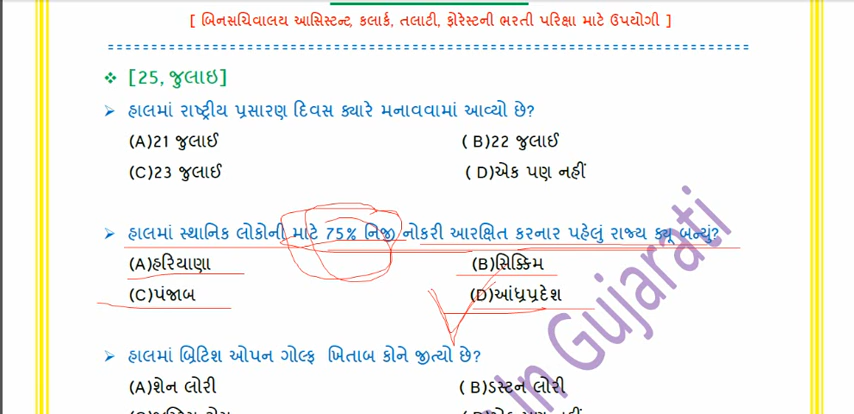 [ બિનસચિવાલય આસિસ્ટન્ટ, કલાર્ક, તલાટી, ફોરેસ્ટની ભરતી પરિક્ષા માટે ઉપયોગી ]
[25, જુલાઇ]
હાલમાં રાષ્ટ્રીય પ્રસારણ દિવસ ક્યારે મનાવવામાં આવ્યો છે?
(A)21 જુલાઈ ( B)22 જુલાઈ
(C)23 જુલાઈ ( D)એક પણ નહીં
હાલમાં સ્થાનિક લોકોની માટે 75% નિજી નોકરી આરક્ષિત કરનાર પહેલું રાજ્ય ક્યૂ બન્યું?
(A)હરિયાણા (B)સિક્કિમ
(C)પંજાબ (D)આંધ્રપ્રદેશ
હાલમાં બ્રિટિશ ઓપન ગોલ્ફ ખિતાબ કોને જીત્યો છે?
(A)શેન લોરી ( B)ડસ્ટન લોરી
In Gujarati